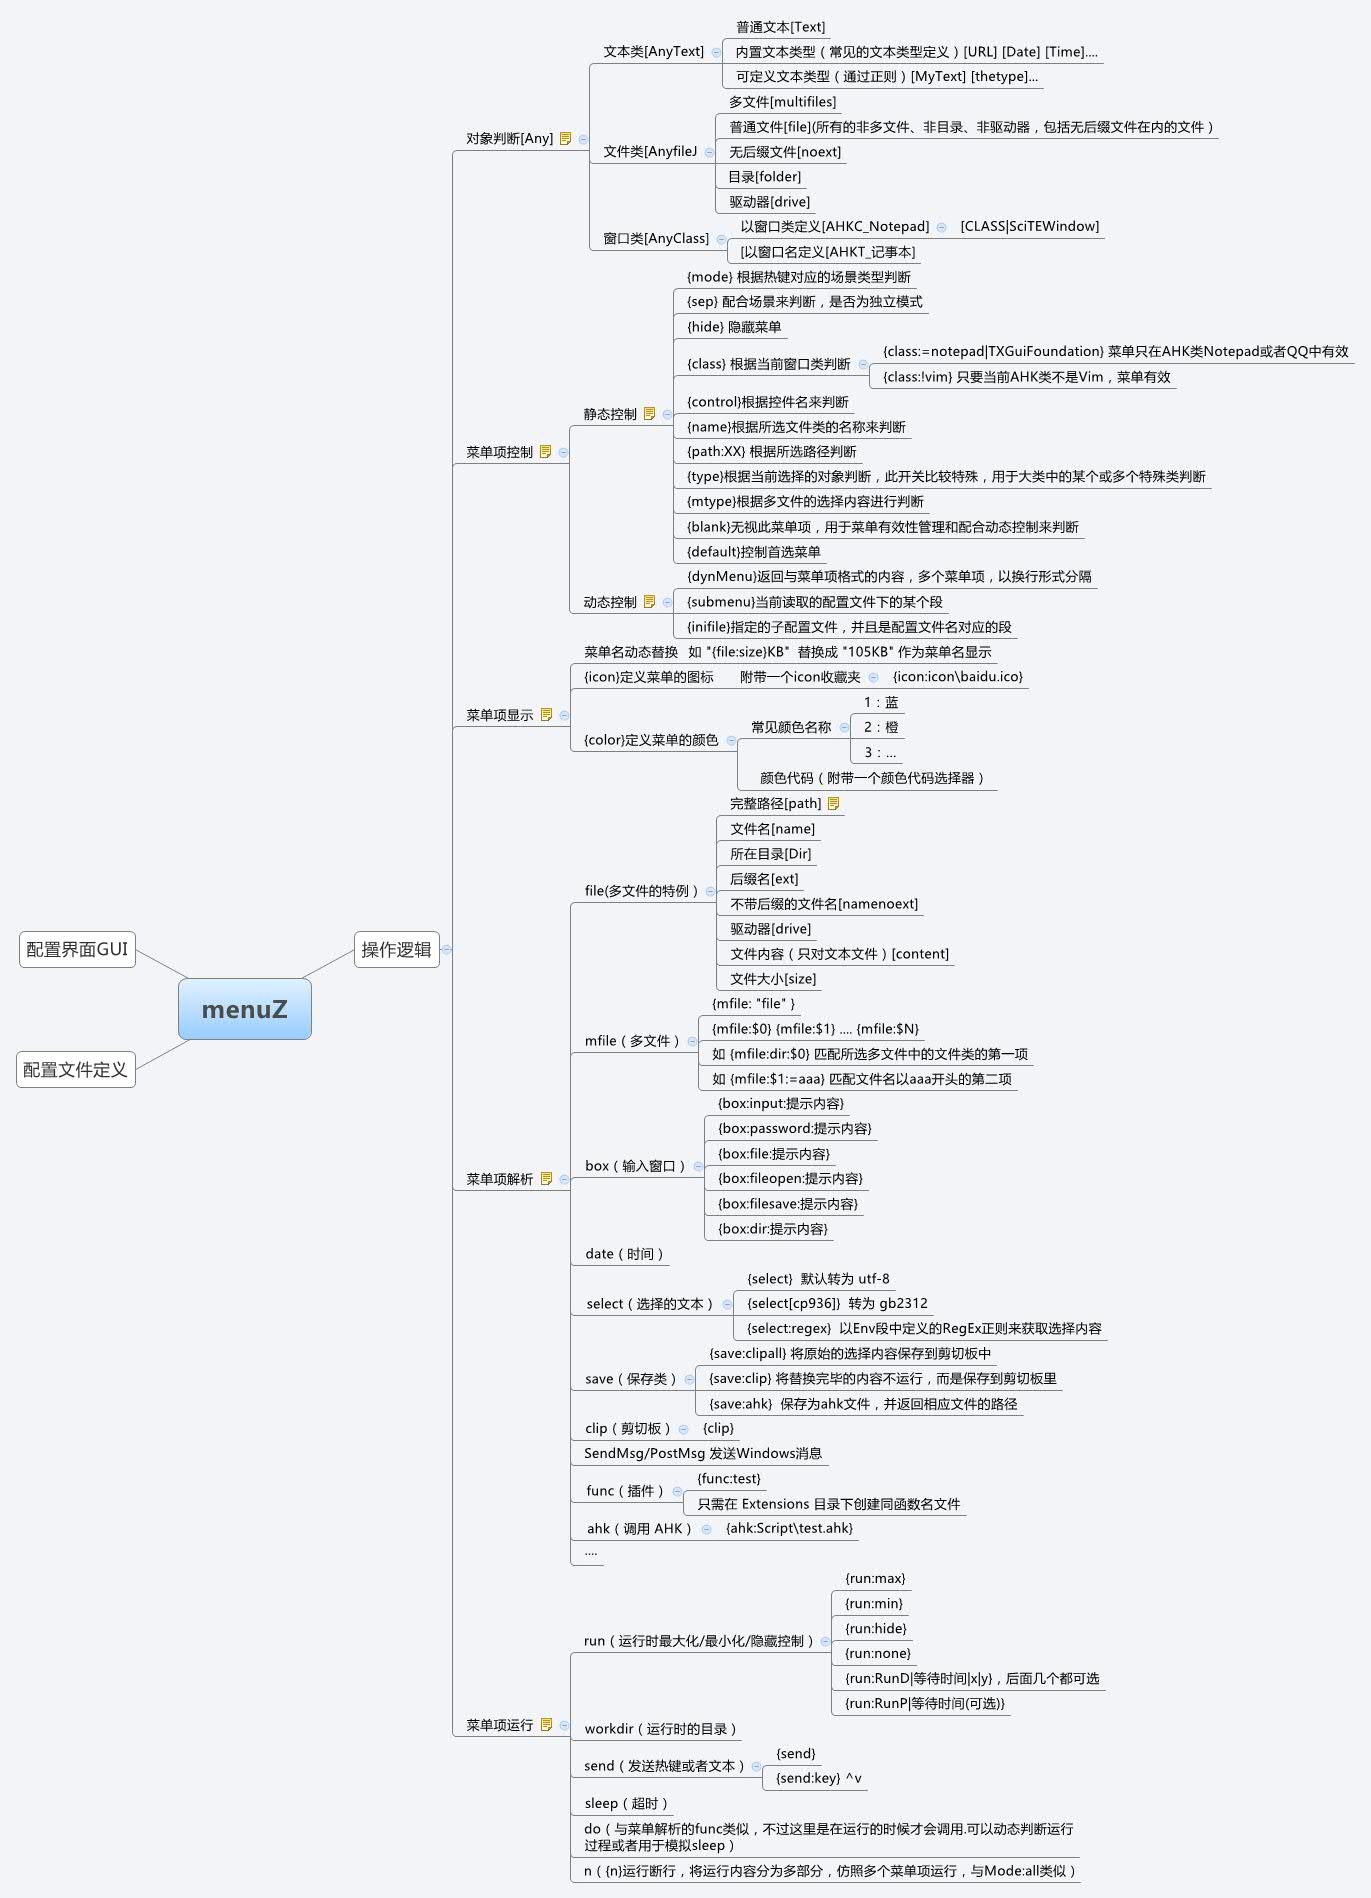 menuZ
配置界面GUI
配置文件定义
操作逻辑
对象判断[Any]
文本类[AnyText]
普通文本[Text]
内置文本类型（常见的文本类型定义）[URL] [Date] [Time]....
可定义文本类型（通过正则）[MyText] [thetype]...
文件类[AnyfileJ
多文件[multifiles]
普通文件[file](所有的非多文件、非目录、非驱动器，包括无后缀文件在内的文件）
无后缀文件[noext]
目录[folder]
驱动器[drive]
窗口类[AnyClass]
以窗口类定义[AHKC_Notepad]
[CLASS|SciTEWindow]
[以窗口名定义[AHKT_记事本]
菜单项控制
静态控制
{mode} 根据热键对应的场景类型判断
{sep} 配合场景来判断，是否为独立模式
{hide} 隐藏菜单
{class} 根据当前窗口类判断
{class:=notepad|TXGuiFoundation} 菜单只在AHK类Notepad或者QQ中有效
{class:!vim} 只要当前AHK类不是Vim，菜单有效
{control}根据控件名来判断
{name}根据所选文件类的名称来判断
{path:XX} 根据所选路径判断
{type}根据当前选择的对象判断，此开关比较特殊，用于大类中的某个或多个特殊类判断
{mtype}根据多文件的选择内容进行判断
{blank}无视此菜单项，用于菜单有效性管理和配合动态控制来判断
{default}控制首选菜单
动态控制
{dynMenu}返回与菜单项格式的内容，多个菜单项，以换行形式分隔
{submenu}当前读取的配置文件下的某个段
{inifile}指定的子配置文件，并且是配置文件名对应的段
菜单项显示
菜单名动态替换 如 "{file:size}KB" 替换成 "105KB" 作为菜单名显示
{icon}定义菜单的图标 附带一个icon收藏夹
{icon:icon\baidu.ico}
{color}定义菜单的颜色
常见颜色名称
1：蓝
2：橙
3：...
颜色代码（附带一个颜色代码选择器）
菜单项解析
file(多文件的特例）
完整路径[path]
文件名[name]
所在目录[Dir]
后缀名[ext]
不带后缀的文件名[namenoext]
驱动器[drive]
文件内容（只对文本文件）[content]
文件大小[size]
mfile（多文件）
{mfile: "file" }
{mfile:$0} {mfile:$1} .... {mfile:$N}
如 {mfile:dir:$0} 匹配所选多文件中的文件类的第一项
如 {mfile:$1:=aaa} 匹配文件名以aaa开头的第二项
box（输入窗口）
{box:input:提示内容}
{box:password:提示内容}
{box:file:提示内容}
{box:fileopen:提示内容}
{box:filesave:提示内容}
{box:dir:提示内容}
date（时间）
select（选择的文本）
{select} 默认转为 utf-8
{select[cp936]} 转为 gb2312
{select:regex} 以Env段中定义的RegEx正则来获取选择内容
save（保存类）
{save:clipall} 将原始的选择内容保存到剪切板中
{save:clip} 将替换完毕的内容不运行，而是保存到剪切板里
{save:ahk} 保存为ahk文件，并返回相应文件的路径
clip（剪切板）
{clip}
SendMsg/PostMsg 发送Windows消息
func（插件）
{func:test}
只需在 Extensions 目录下创建同函数名文件
ahk（调用 AHK）
{ahk:Script\test.ahk}
....
菜单项运行
run（运行时最大化/最小化/隐藏控制）
{run:max}
{run:min}
{run:hide}
{run:none}
{run:RunD|等待时间|x|y}，后面几个都可选
{run:RunP|等待时间(可选)}
workdir（运行时的目录）
send（发送热键或者文本）
{send}
{send:key} ^v
sleep（超时）
do（与菜单解析的func类似，不过这里是在运行的时候才会调用.可以动态判断运行
过程或者用于模拟sleep）
n（{n}运行断行，将运行内容分为多部分，仿照多个菜单项运行，与Mode:all类似）